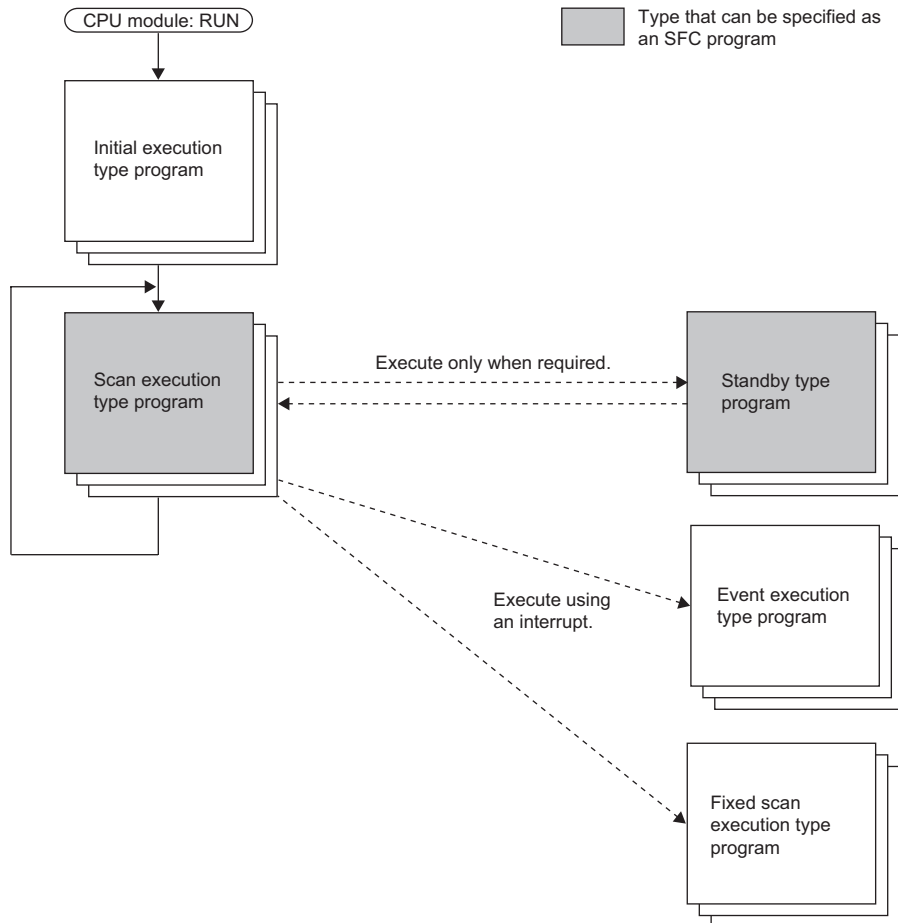 CPU module: RUN
Type that can be specified as
an SFC program
Initial execution
type program
Scan execution
type program
Execute only when required.
Standby type
program
Execute using
an interrupt.
Event execution
type program
Fixed scan
execution type
program